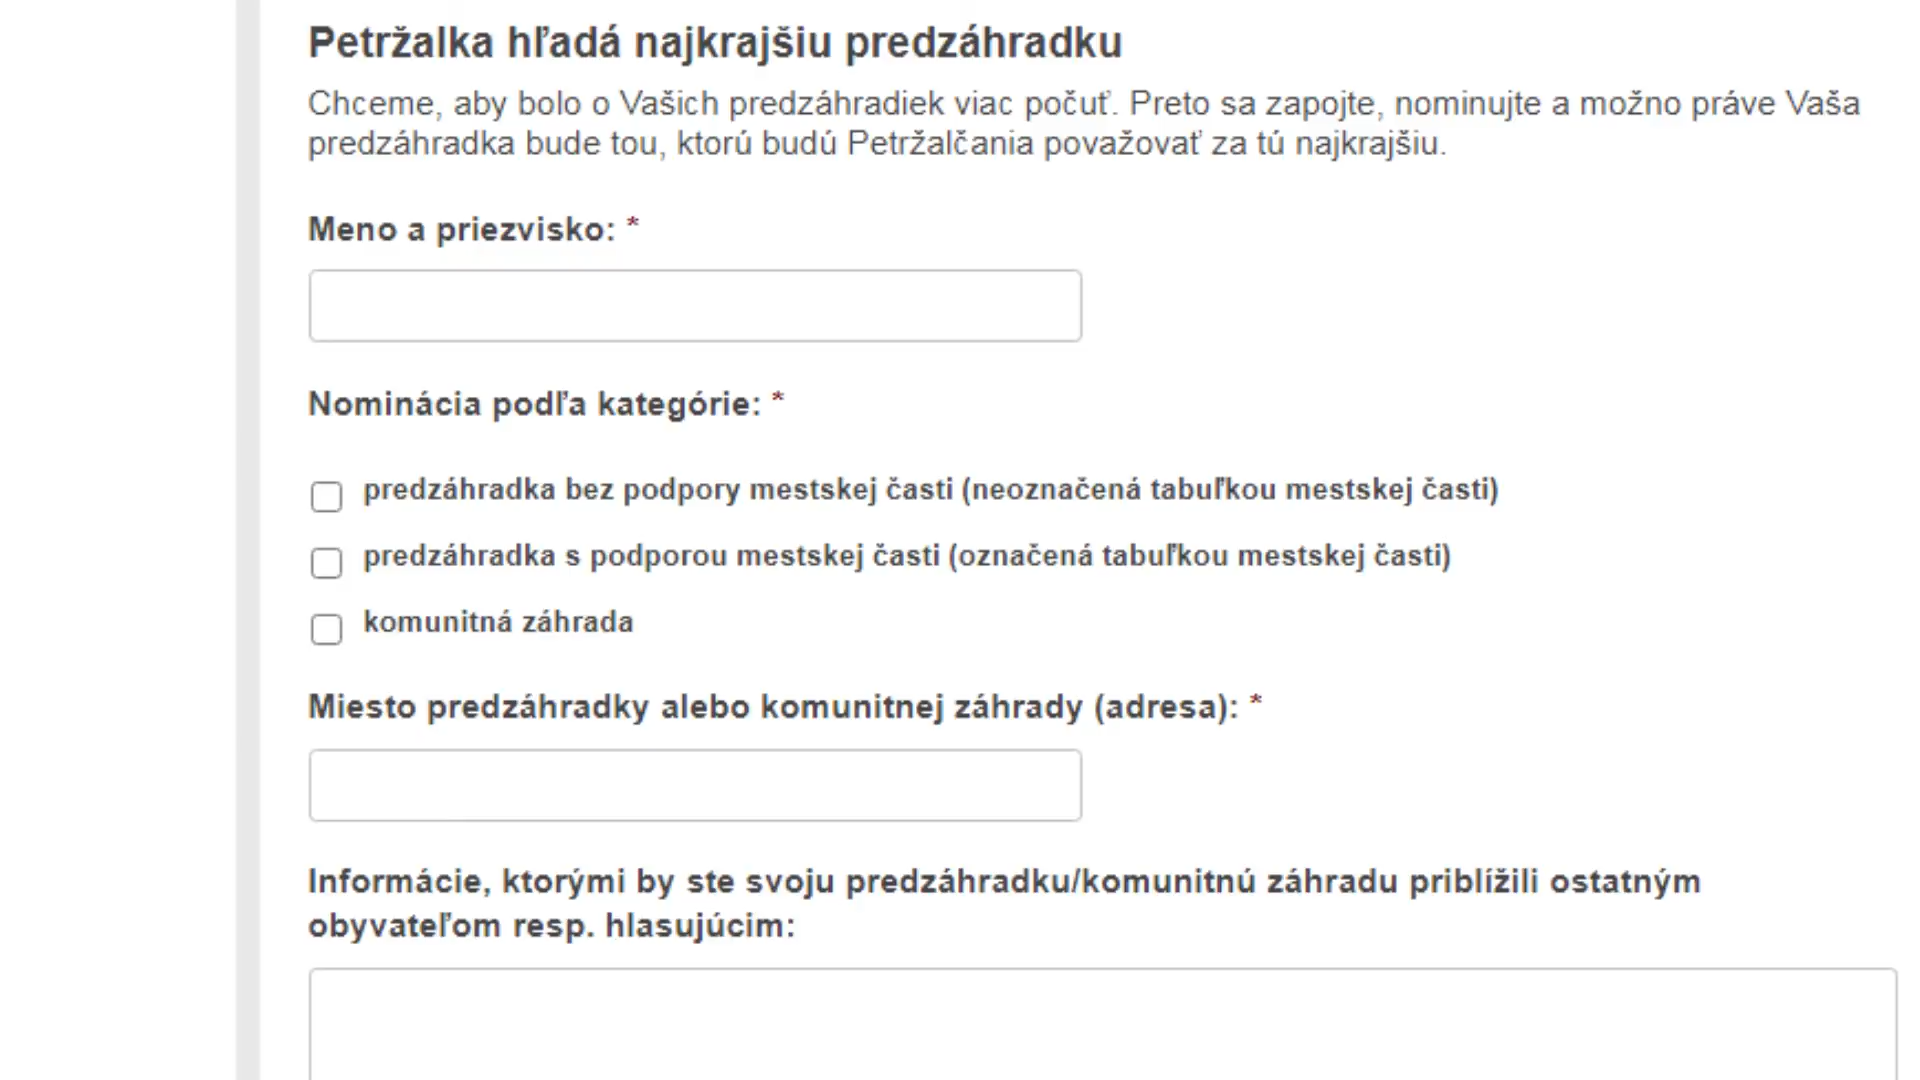 Petržalka hľadá najkrajšiu predzáhradku
Chceme, aby bolo o Vašich predzáhradiek viac počuť. Preto sa zapojte, nominujte a možno práve Vaša
predzáhradka bude tou, ktorú budú Petržalčania považovať za tú najkrajšiu.
Meno a priezvisko: *
Nominácia podľa kategórie: *
predzáhradka bez podpory mestskej časti (neoznačená tabuľkou mestskej časti)
predzáhradka s podporou mestskej časti (označená tabuľkou mestskej časti)
komunitná záhrada
Miesto predzáhradky alebo komunitnej záhrady (adresa): *
Informácie, ktorými by ste svoju predzáhradku/komunitnú záhradu priblížili ostatným
obyvateľom resp. hlasujúcim: